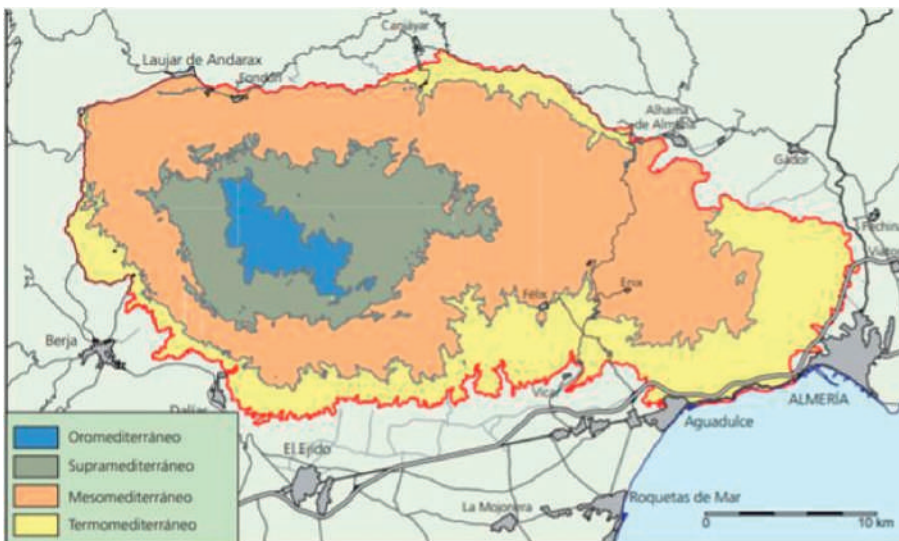 Canjáyar
Laujar de Andarax
Fondón
Alhama
de Almería
Gádor
Pechina
Viator
Enix
Félix
Berja
Vícar
Dalías
ALMERÍA
Aguadulce
El Ejido
Roquetas de Mar
La Mojonera
Oromediterráneo
Supramediterráneo
Mesomediterráneo
Termomediterráneo
0 10 km